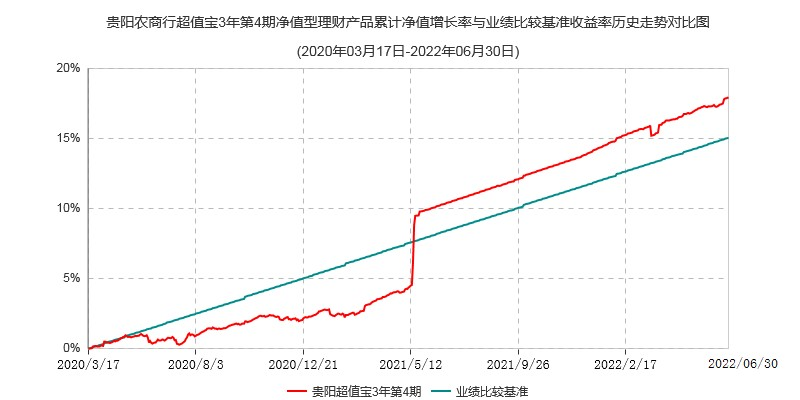 贵阳农商行超值宝3年第4期净值型理财产品累计净值增长率与业绩比较基准收益率历史走势对比图
(2020年03月17日-2022年06月30日)
20%
15%
10%
5%
0%
2020/3/17 2020/8/3 2020/12/21 2021/5/12 2021/9/26 2022/2/17 2022/06/30
贵阳超值宝3年第4期 业绩比较基准